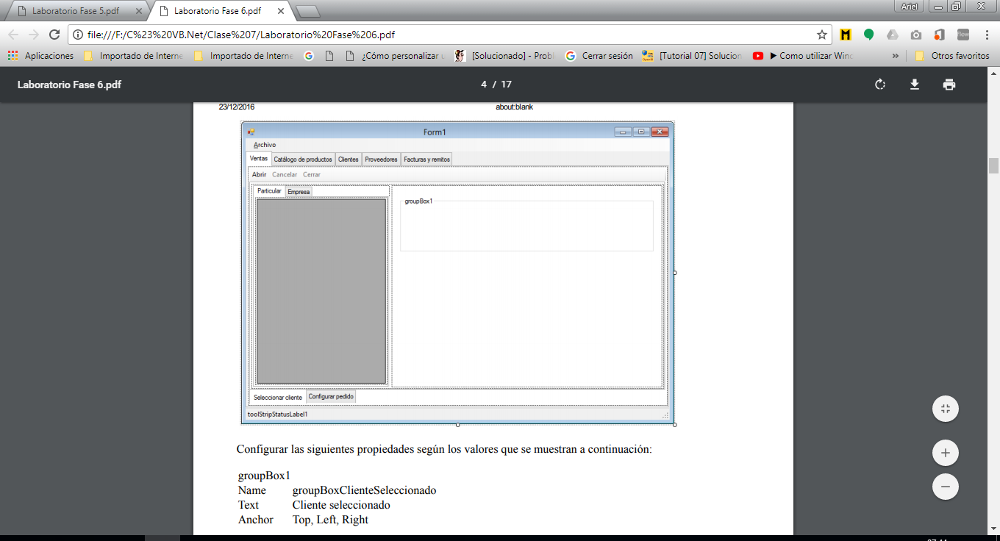 Laboratorio Fase 5.pdf
Laboratorio Fase 6.pdf
Ariel
file:///F:/C%23%20VB.Net/Clase%207/Laboratorio%20Fase%206.pdf
Aplicaciones
Importado de Interne
Importado de Interne
¿Cómo personalizar u
[Solucionado] - Probl
Cerrar sesión
[Tutorial 07] Solucion
► Como utilizar Winc
»
Otros favoritos
Laboratorio Fase 6.pdf
4 / 17
23/12/2016
about:blank
Form1
Archivo
Ventas
Catálogo de productos
Clientes
Proveedores
Facturas y remitos
Abrir
Cancelar
Cerrar
Particular
Empresa
groupBox1
Seleccionar cliente
Configurar pedido
toolStripStatusLabel1
Configurar las siguientes propiedades según los valores que se muestran a continuación:
groupBox1
Name groupBoxClienteSeleccionado
Text Cliente seleccionado
Anchor Top, Left, Right